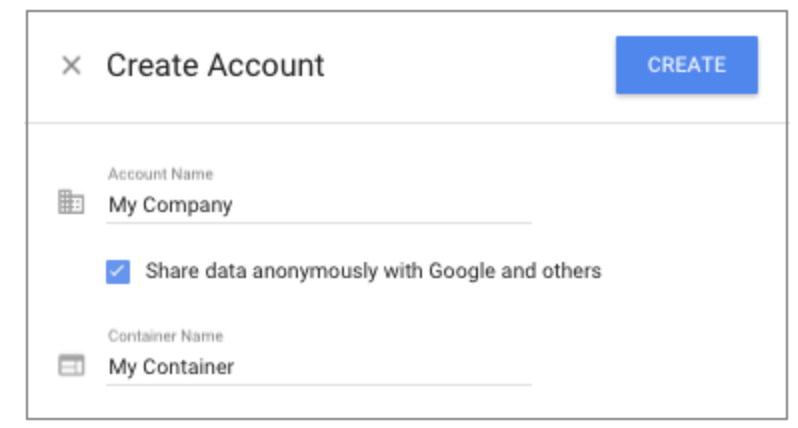 Create Account
CREATE
Account Name
My Company
Share data anonymously with Google and others
Container Name
My Container